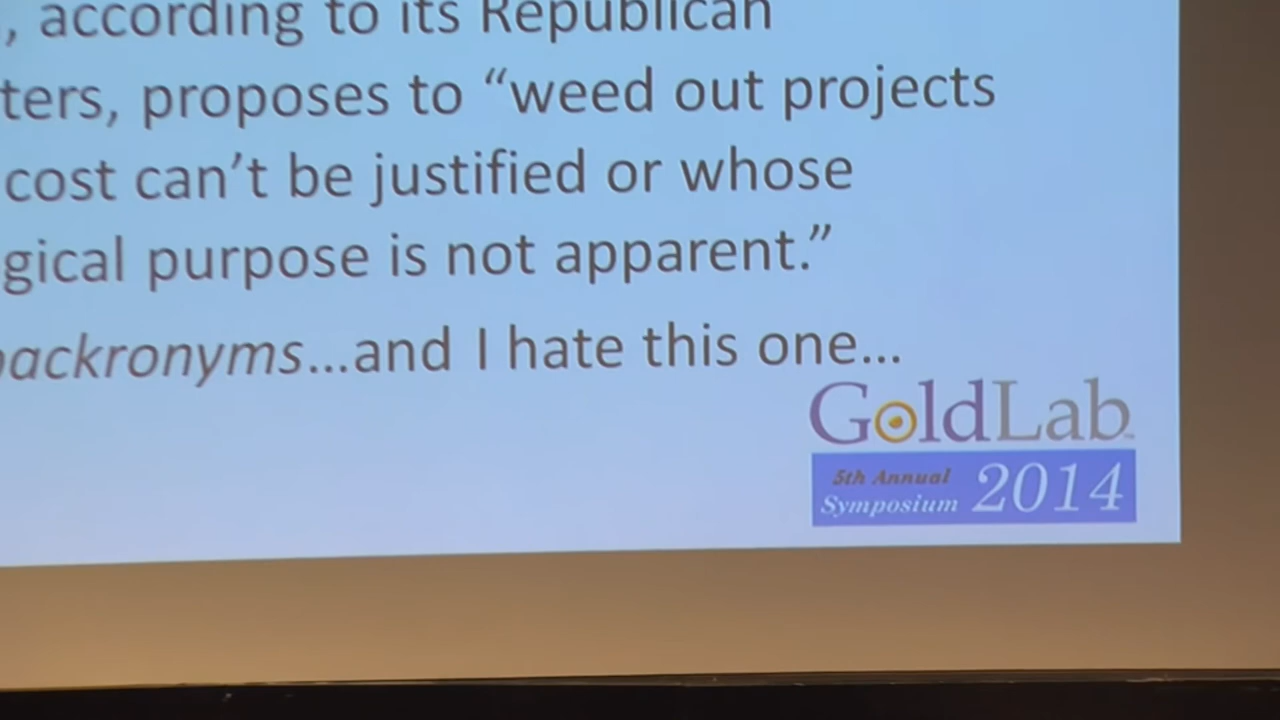 , according to its Republican
ters, proposes to “weed out projects
cost can’t be justified or whose
gical purpose is not apparent.”
ackronyms...and I hate this one...
GoldLab
5th Annual
Symposium 2014